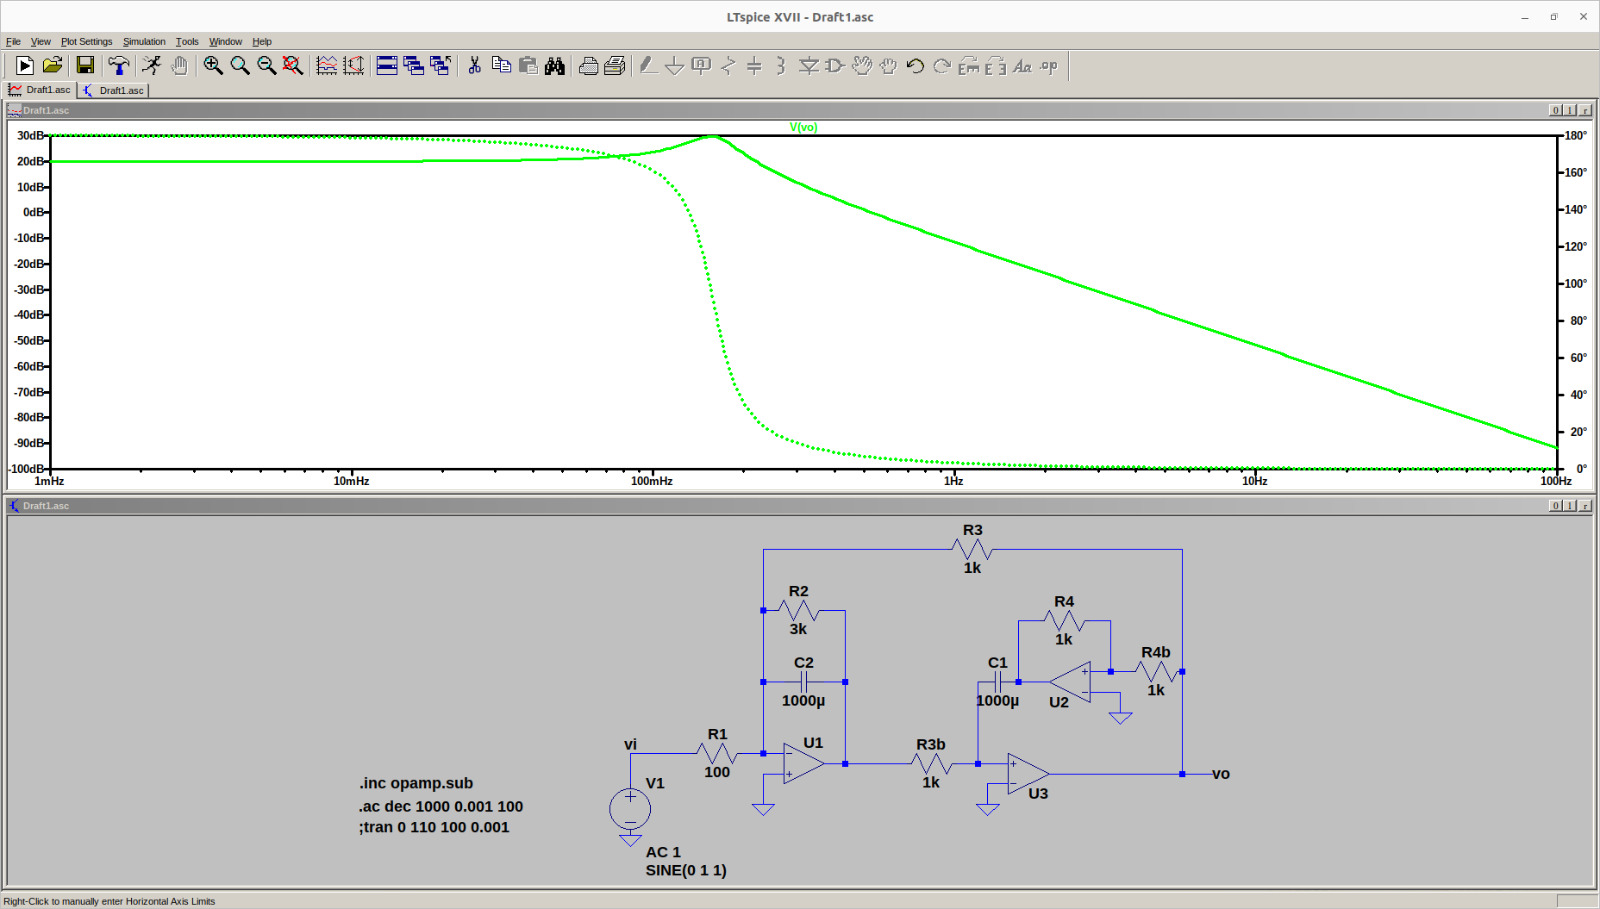 LTspice XVII - Draft1.asc
File View Plot Settings Simulation Tools Window Help
Draft1.asc Draft1.asc
Draft1.asc
V(vo)
30dB
20dB
10dB
0dB
-10dB
-20dB
-30dB
-40dB
-50dB
-60dB
-70dB
-80dB
-90dB
-100dB
180°
160°
140°
120°
100°
80°
60°
40°
20°
0°
1mHz 10mHz 100mHz 1Hz 10Hz 100Hz
Draft1.asc
R3
1k
R2
3k
R4
1k
C2
1000µ
C1
1000µ
R4b
1k
U2
vi
R1
100
U1
R3b
1k
U3
vo
V1
.inc opamp.sub
.ac dec 1000 0.001 100
;tran 0 110 100 0.001
AC 1
SINE(0 1 1)
Right-Click to manually enter Horizontal Axis Limits